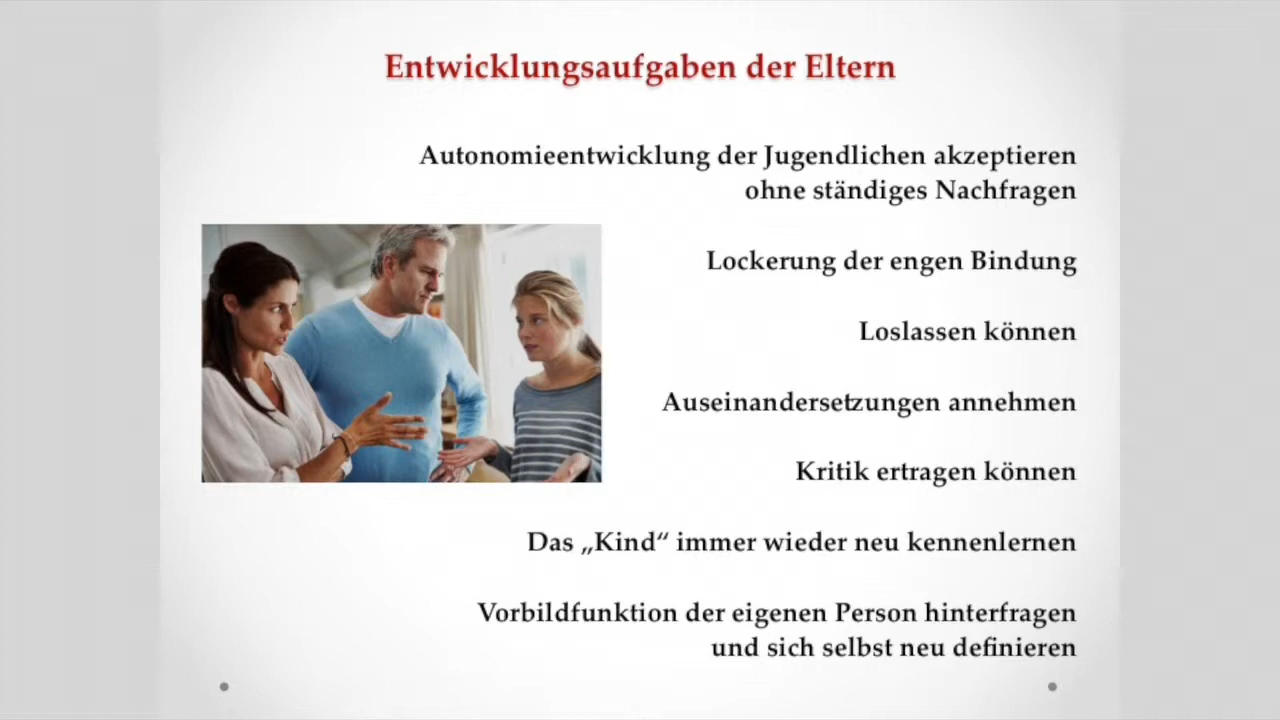 Entwicklungsaufgaben der Eltern
Autonomieentwicklung der Jugendlichen akzeptieren
ohne ständiges Nachfragen
Lockerung der engen Bindung
Loslassen können
Auseinandersetzungen annehmen
Kritik ertragen können
Das „Kind“ immer wieder neu kennenlernen
Vorbildfunktion der eigenen Person hinterfragen
und sich selbst neu definieren